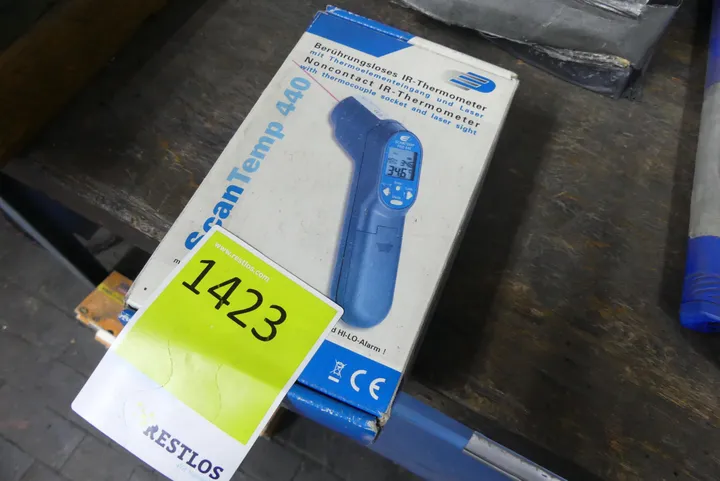 Berührungsloses IR-Thermometer
mit Thermoelementeingang und Laser
Noncontact IR-Thermometer
with thermocouple socket and laser sight
ScanTemp 440
346
HI-LO-Alarm !
CE
www.restlos.com
1423
RESTLOS